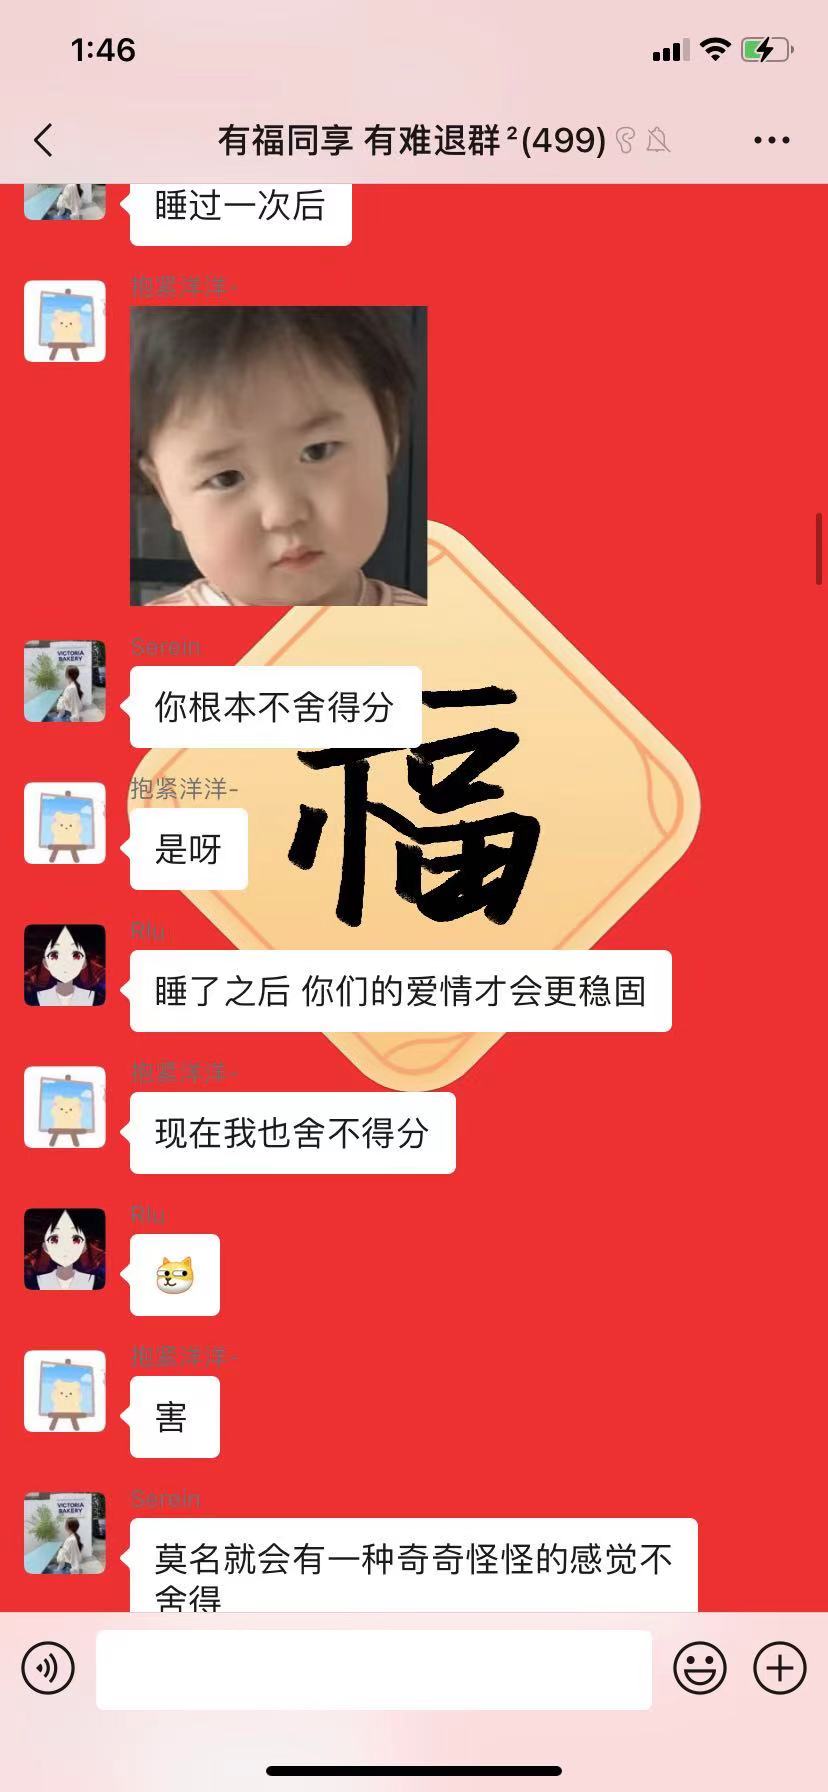 1:46
有福同享 有难退群²(499)
睡过一次后
抱紧洋洋-
Serein
VICTORIA
BAKERY
你根本不舍得分
抱紧洋洋-
是呀
福
Rlu
睡了之后 你们的爱情才会更稳固
抱紧洋洋-
现在我也舍不得分
Rlu
抱紧洋洋-
害
Serein
VICTORIA
BAKERY
莫名就会有一种奇奇怪怪的感觉不
舍得